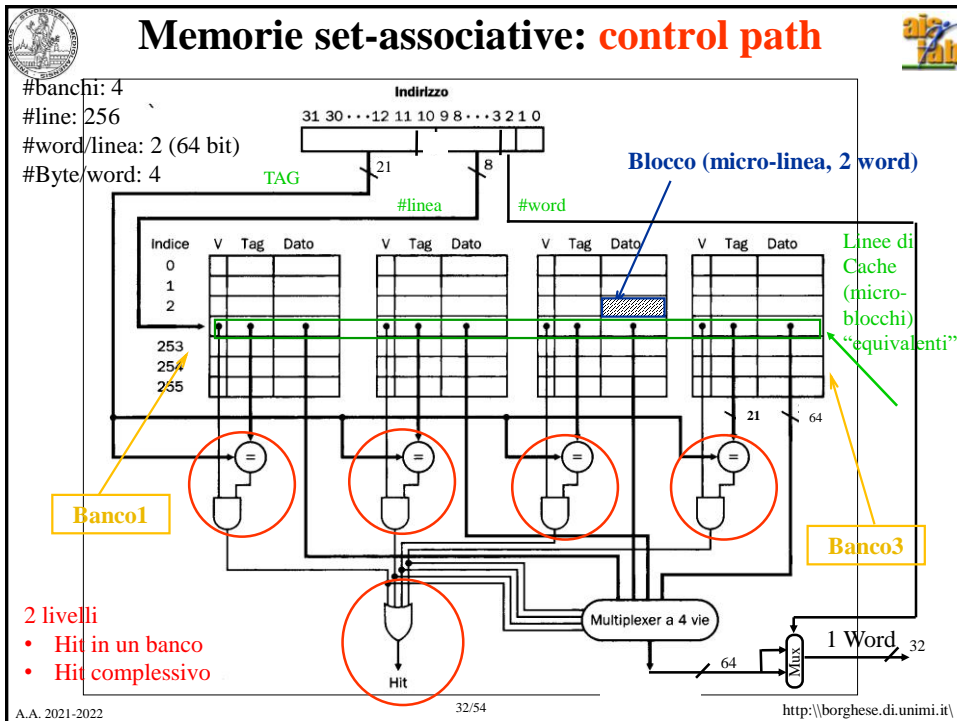 Memorie set-associative: control path
#banchi: 4
#line: 256 `
#word/linea: 2 (64 bit)
#Byte/word: 4
Indirizzo
31 30 · · · 12 11 10 9 8 · · · 3 2 1 0
21
8
TAG
#linea
#word
Blocco (micro-linea, 2 word)
Indice V Tag Dato V Tag Dato V Tag Dato V Tag Dato
0
1
2
253
254
255
Linee di
Cache
(micro-
blocchi)
“equivalenti”
21
64
= = = =
Banco1
Banco3
2 livelli
• Hit in un banco
• Hit complessivo
Multiplexer a 4 vie
Hit
64
Mux
1 Word
32
A.A. 2021-2022
32/54
http:\\borghese.di.unimi.it\